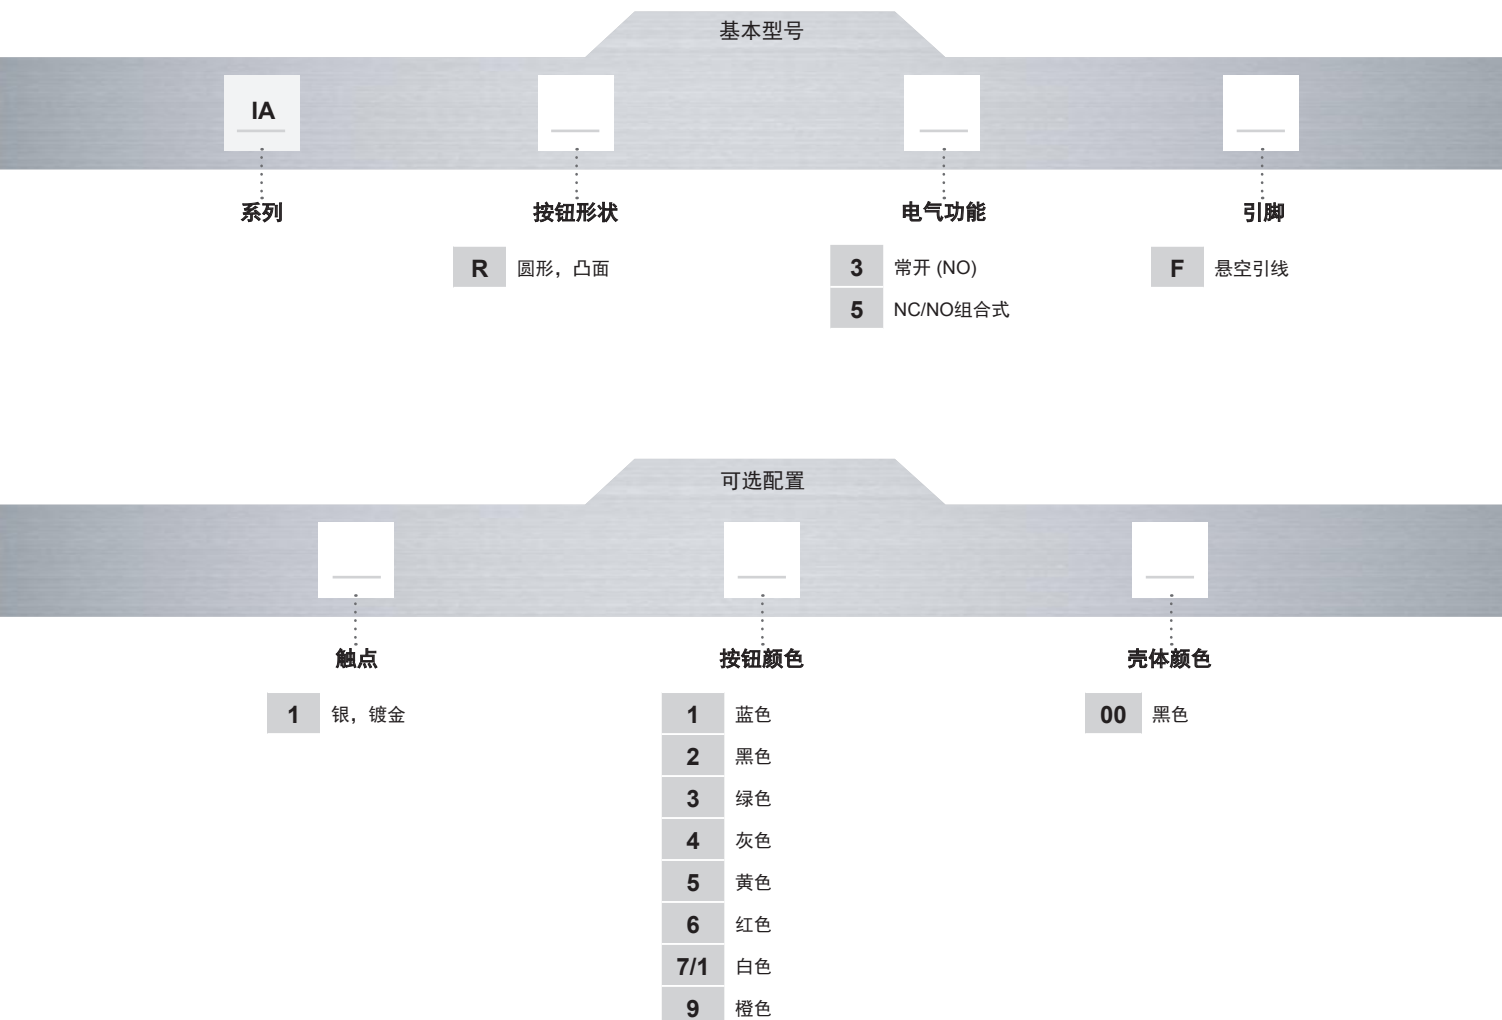 基本型号
IA
系列
按钮形状
电气功能
引脚
R 圆形，凸面
3 常开 (NO)
F 悬空引线
5 NC/NO组合式
可选配置
触点
按钮颜色
壳体颜色
1 银，镀金
1 蓝色
00 黑色
2 黑色
3 绿色
4 灰色
5 黄色
6 红色
7/1 白色
9 橙色